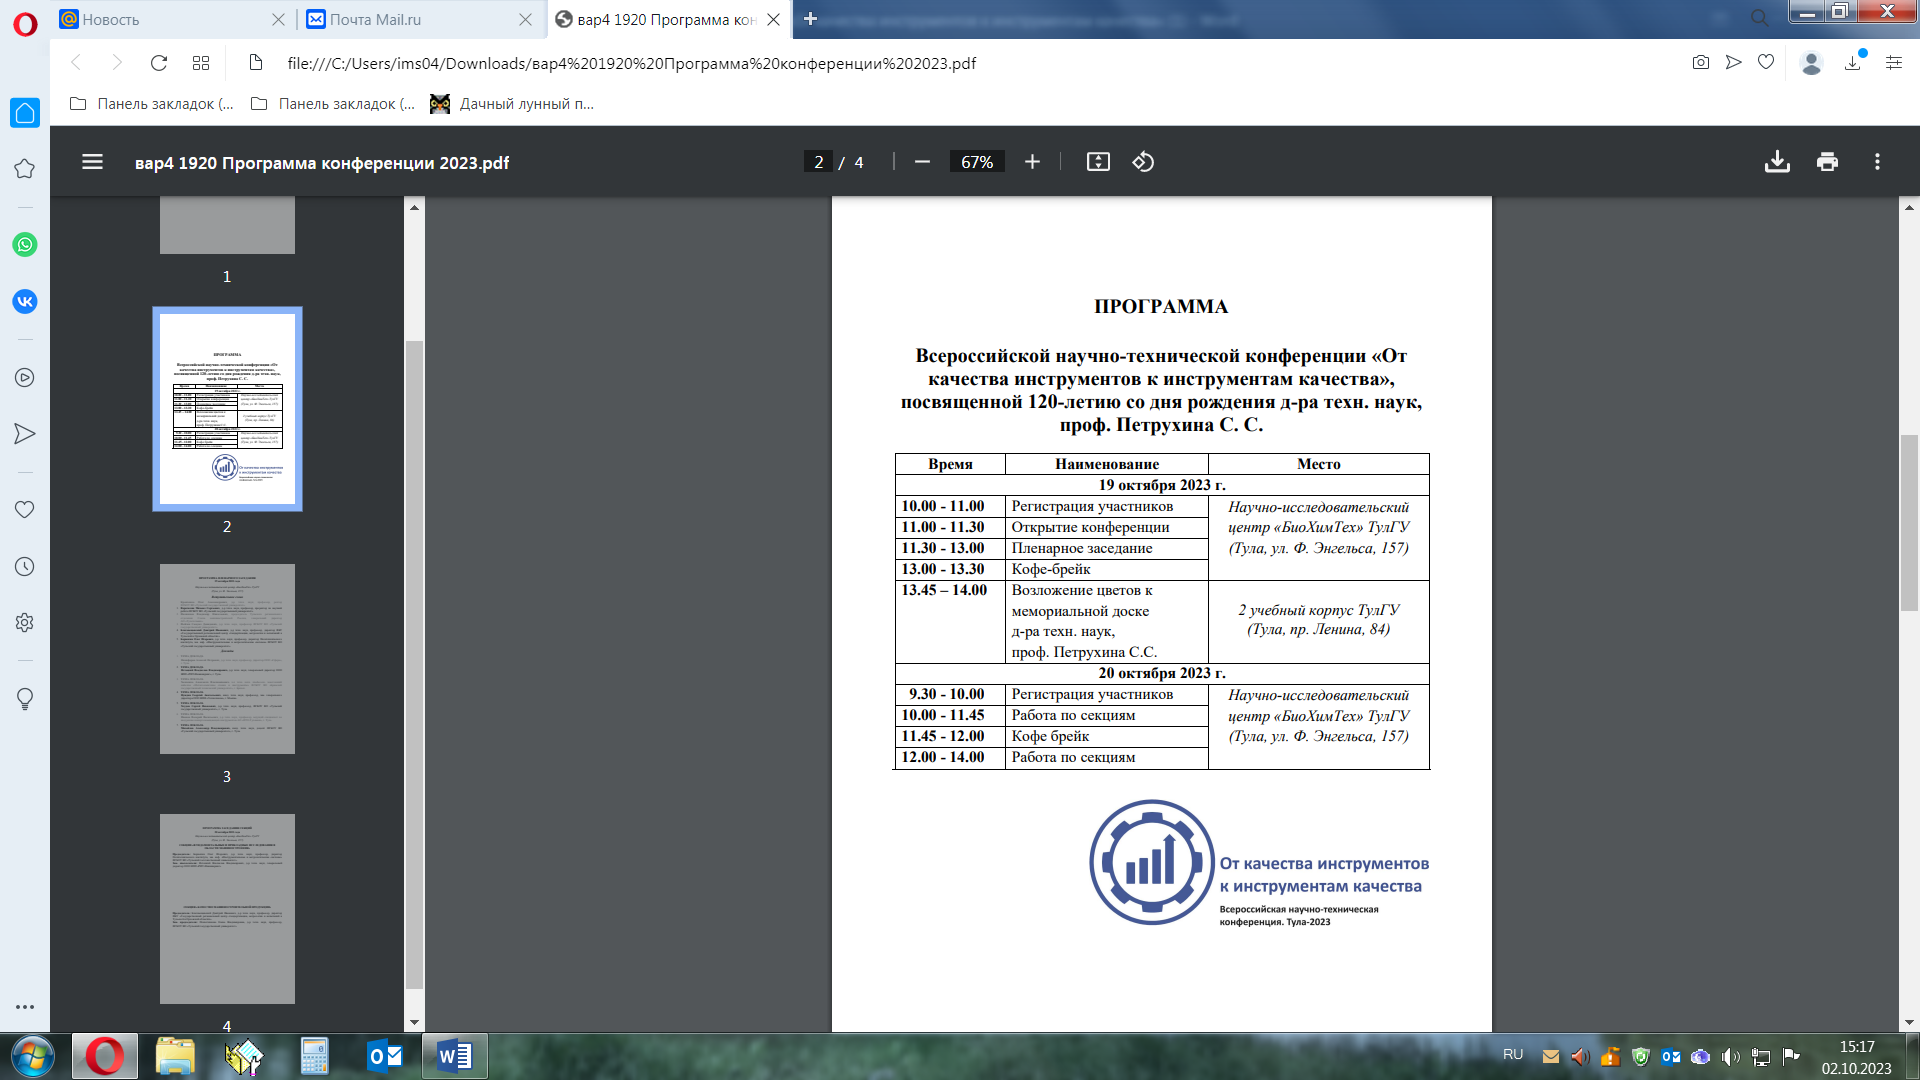 Новость
Почта Mail.ru
вар4 1920 Программа кон
file:///C:/Users/ims04/Downloads/вар4%201920%20Программа%20конференции%202023.pdf
Панель закладок (...
Панель закладок (...
Дачный лунный п...
вар4 1920 Программа конференции 2023.pdf
2 / 4
67%
1
2
3
4
ПРОГРАММА
Всероссийской научно-технической конференции «От
качества инструментов к инструментам качества»,
посвященной 120-летию со дня рождения д-ра техн. наук,
проф. Петрухина С. С.
Время Наименование Место
19 октября 2023 г.
10.00 - 11.00 Регистрация участников Научно-исследовательский
11.00 - 11.30 Открытие конференции центр «БиоХимТех» ТулГУ
11.30 - 13.00 Пленарное заседание (Тула, ул. Ф. Энгельса, 157)
13.00 - 13.30 Кофе-брейк
13.45 – 14.00 Возложение цветов к
мемориальной доске 2 учебный корпус ТулГУ
д-ра техн. наук, (Тула, пр. Ленина, 84)
проф. Петрухина С.С.
20 октября 2023 г.
9.30 - 10.00 Регистрация участников Научно-исследовательский
10.00 - 11.45 Работа по секциям центр «БиоХимТех» ТулГУ
11.45 - 12.00 Кофе брейк (Тула, ул. Ф. Энгельса, 157)
12.00 - 14.00 Работа по секциям
От качества инструментов
к инструментам качества
Всероссийская научно-техническая
конференция. Тула-2023
RU
15:17
02.10.2023